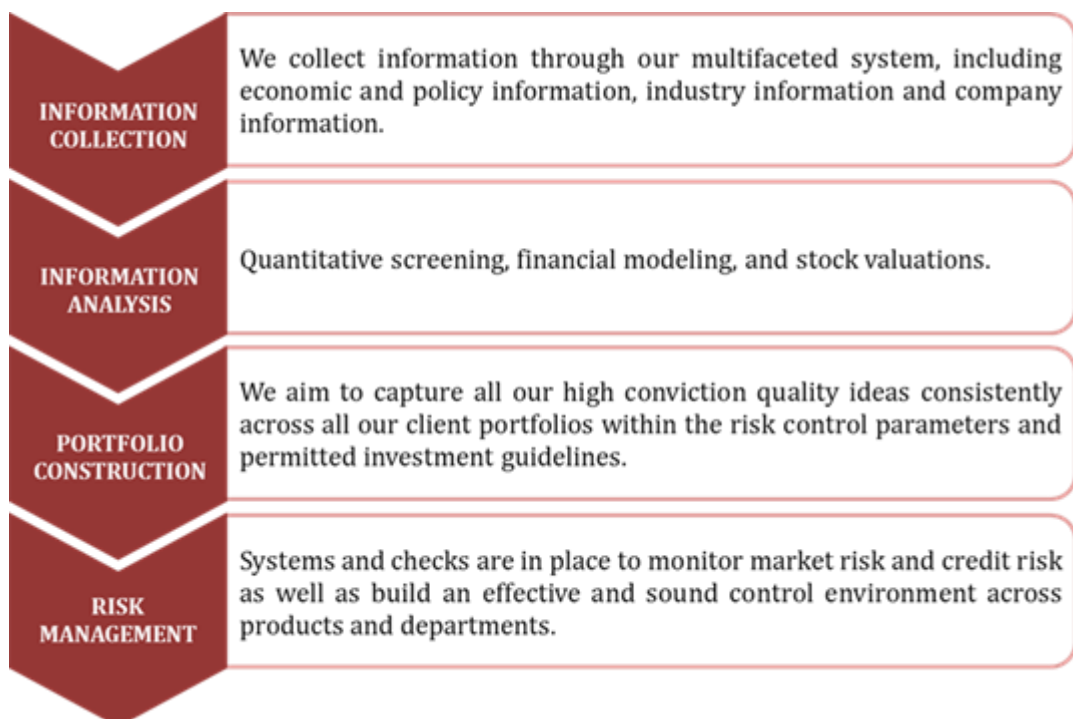 INFORMATION
COLLECTION
We collect information through our multifaceted system, including
economic and policy information, industry information and company
information.
INFORMATION
ANALYSIS
Quantitative screening, financial modeling, and stock valuations.
PORTFOLIO
CONSTRUCTION
We aim to capture all our high conviction quality ideas consistently
across all our client portfolios within the risk control parameters and
permitted investment guidelines.
RISK
MANAGEMENT
Systems and checks are in place to monitor market risk and credit risk
as well as build an effective and sound control environment across
products and departments.